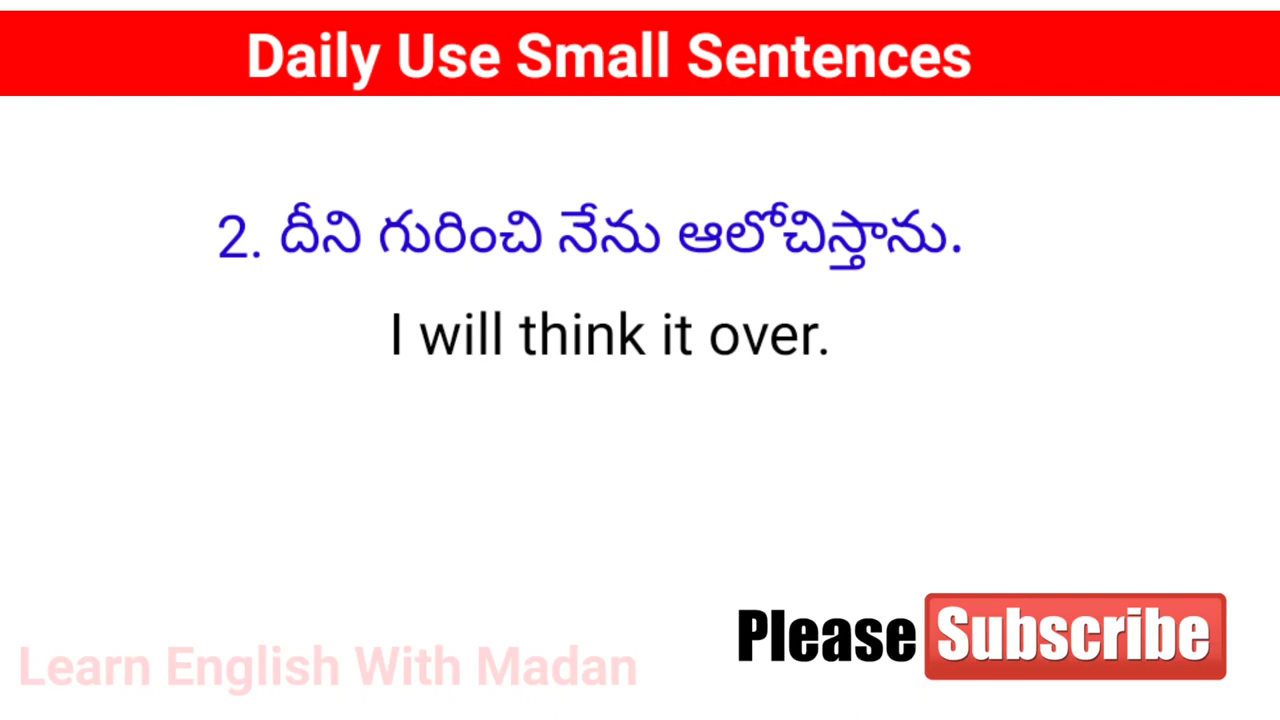 Daily Use Small Sentences
2. దీని గురించి నేను ఆలోచిస్తాను.
I will think it over.
Please Subscribe
Learn English With Madan